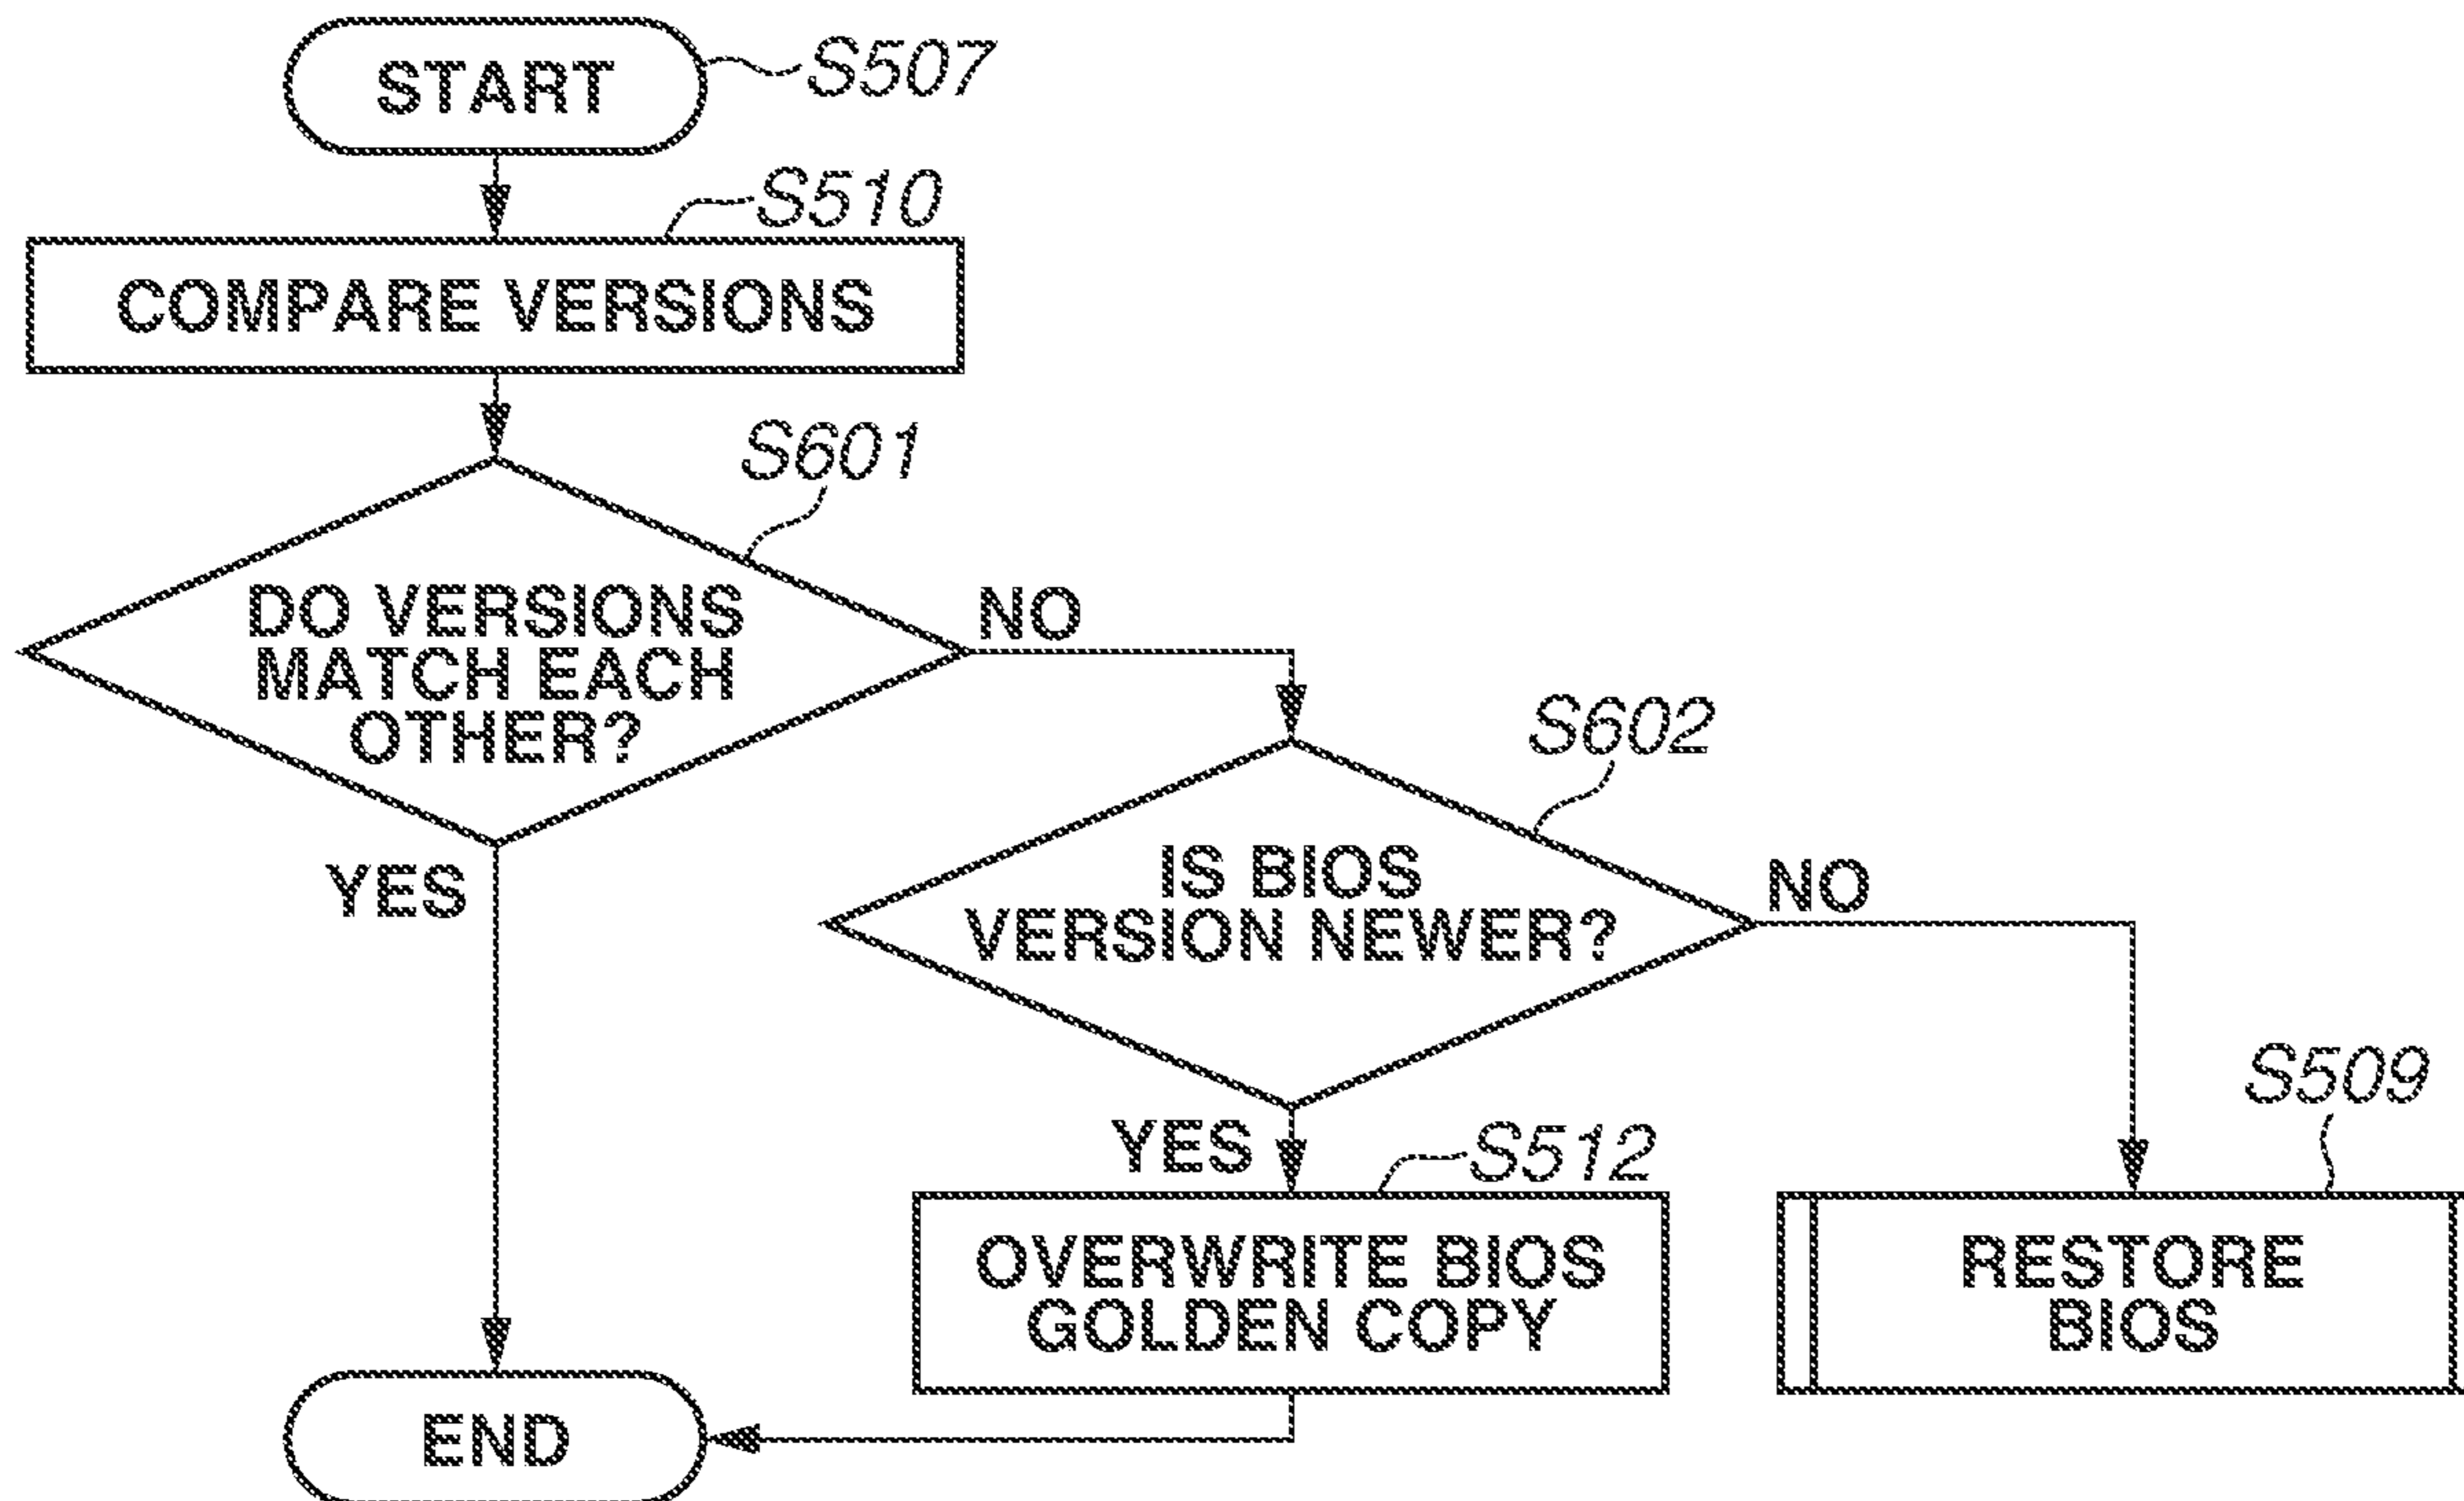 START
S507
S510
COMPARE VERSIONS
S601
DO VERSIONS
MATCH EACH
OTHER?
NO
YES
S602
IS BIOS
VERSION NEWER?
NO
YES
S512
OVERWRITE BIOS
GOLDEN COPY
S509
RESTORE
BIOS
END